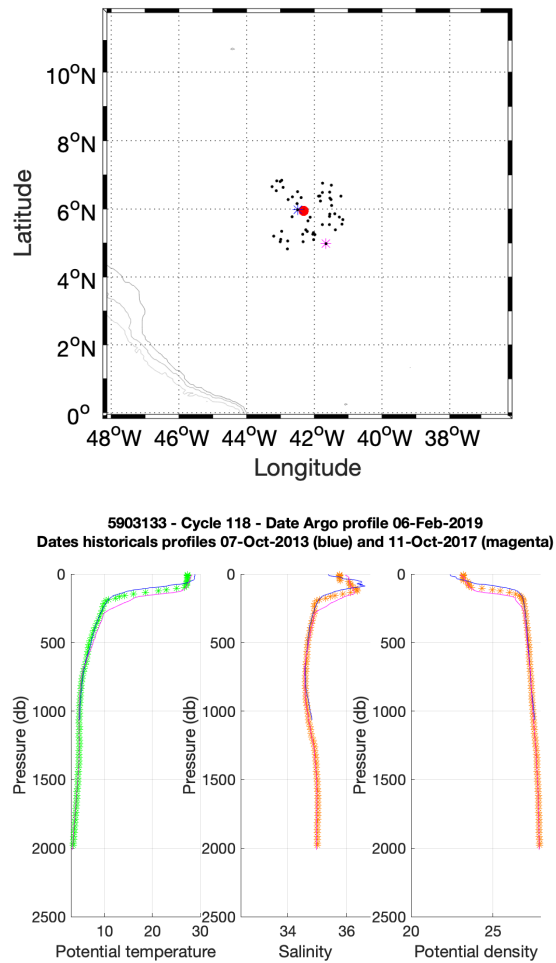 10°N
8°N
6°N
4°N
2°N
0°
Latitude
48°W 46°W 44°W 42°W 40°W 38°W
Longitude
5903133 - Cycle 118 - Date Argo profile 06-Feb-2019
Dates historicals profiles 07-Oct-2013 (blue) and 11-Oct-2017 (magenta)
0 0 0
500 500 500
1000 1000 1000
1500 1500 1500
2000 2000 2000
2500 2500 2500
Pressure (db) Pressure (db) Pressure (db)
10 20 30 34 36 20 25
Potential temperature Salinity Potential density